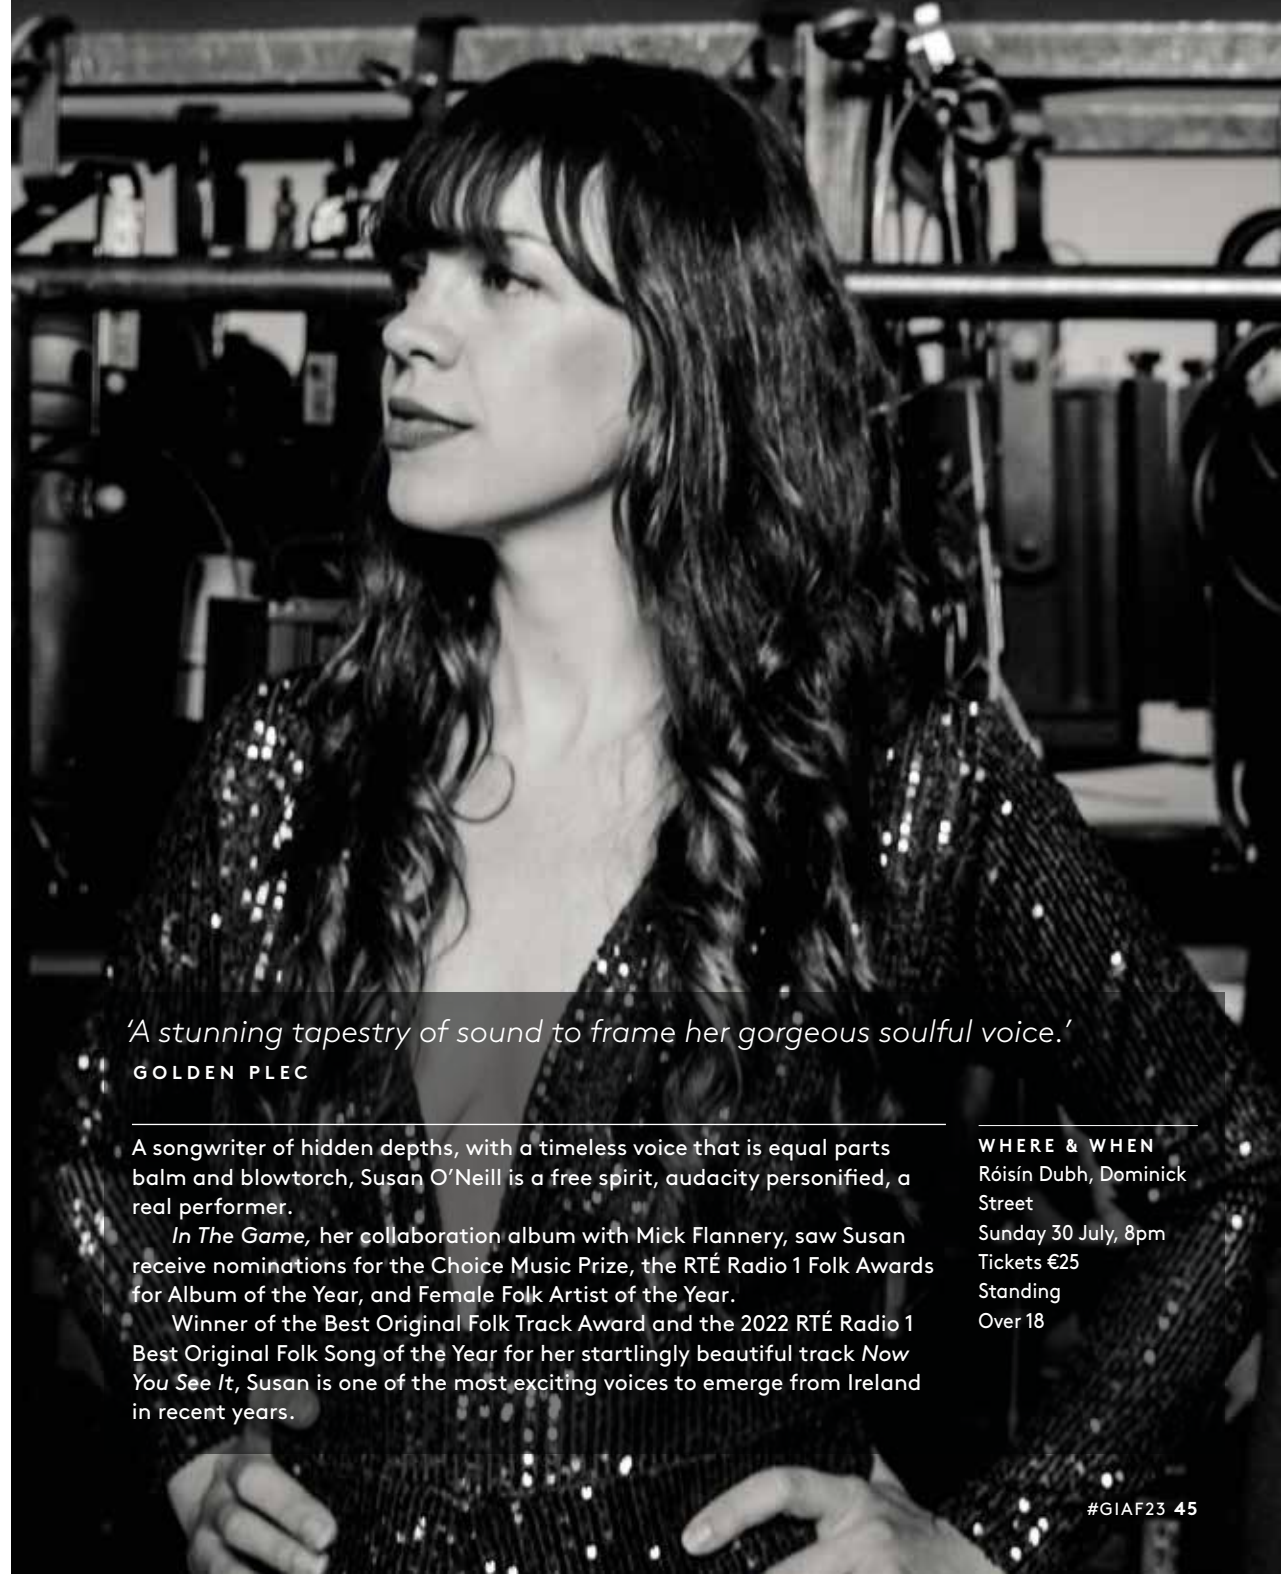 ‘A stunning tapestry of sound to frame her gorgeous soulful voice.’
GOLDEN PLEC
A songwriter of hidden depths, with a timeless voice that is equal parts
balm and blowtorch, Susan O’Neill is a free spirit, audacity personified, a
real performer.
In The Game, her collaboration album with Mick Flannery, saw Susan
receive nominations for the Choice Music Prize, the RTÉ Radio 1 Folk Awards
for Album of the Year, and Female Folk Artist of the Year.
Winner of the Best Original Folk Track Award and the 2022 RTÉ Radio 1
Best Original Folk Song of the Year for her startlingly beautiful track Now
You See It, Susan is one of the most exciting voices to emerge from Ireland
in recent years.
WHERE & WHEN
Róisín Dubh, Dominick
Street
Sunday 30 July, 8pm
Tickets €25
Standing
Over 18
#GIAF23 45